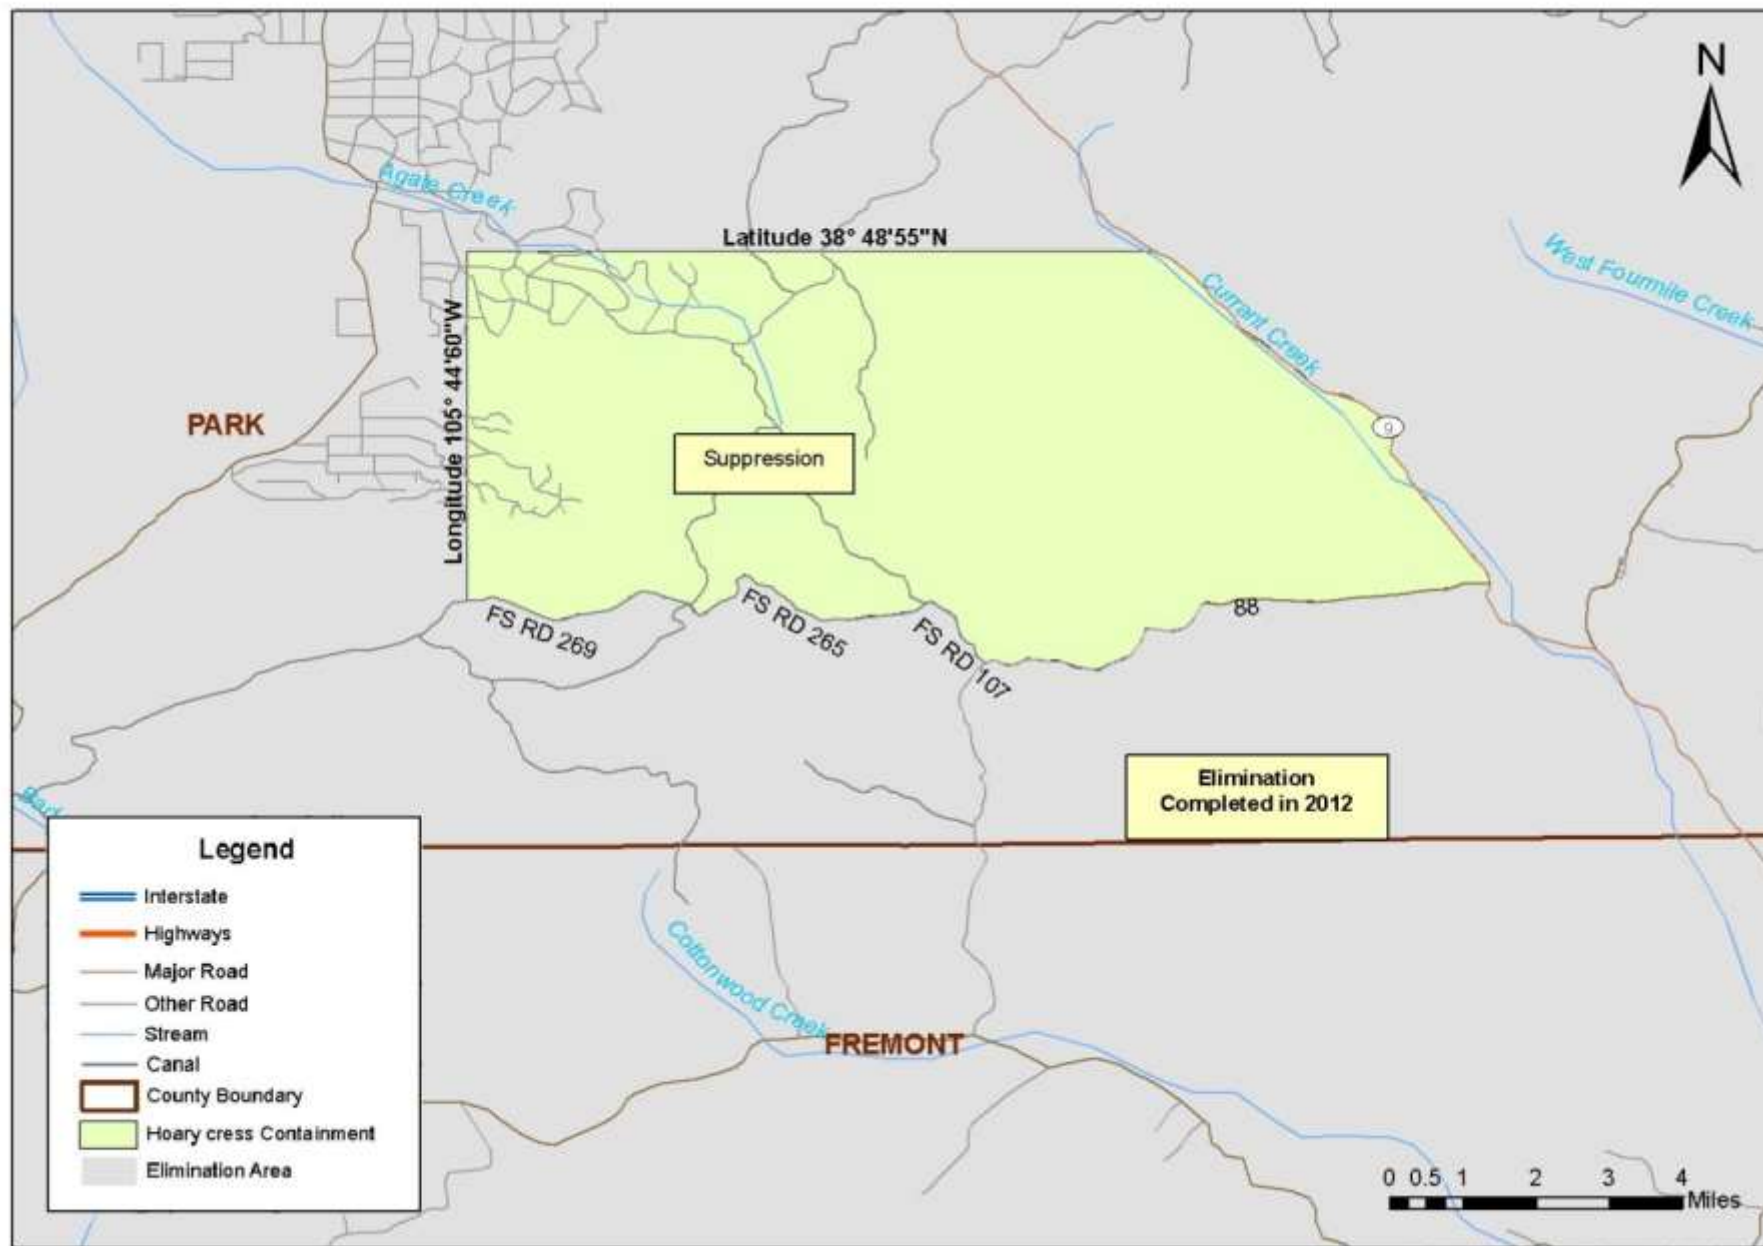 N
Agate Creek
Latitude 38° 48'55"N
West Fourmile Creek
Currant Creek
Longitude 105° 44'60"W
PARK
9
Suppression
FS RD 269
FS RD 265
FS RD 107
88
Elimination
Completed in 2012
Legend
Interstate
Highways
Major Road
Other Road
Stream
Canal
County Boundary
Hoary cress Containment
Elimination Area
Cottonwood Creek
FREMONT
0 0.5 1 2 3 4
Miles